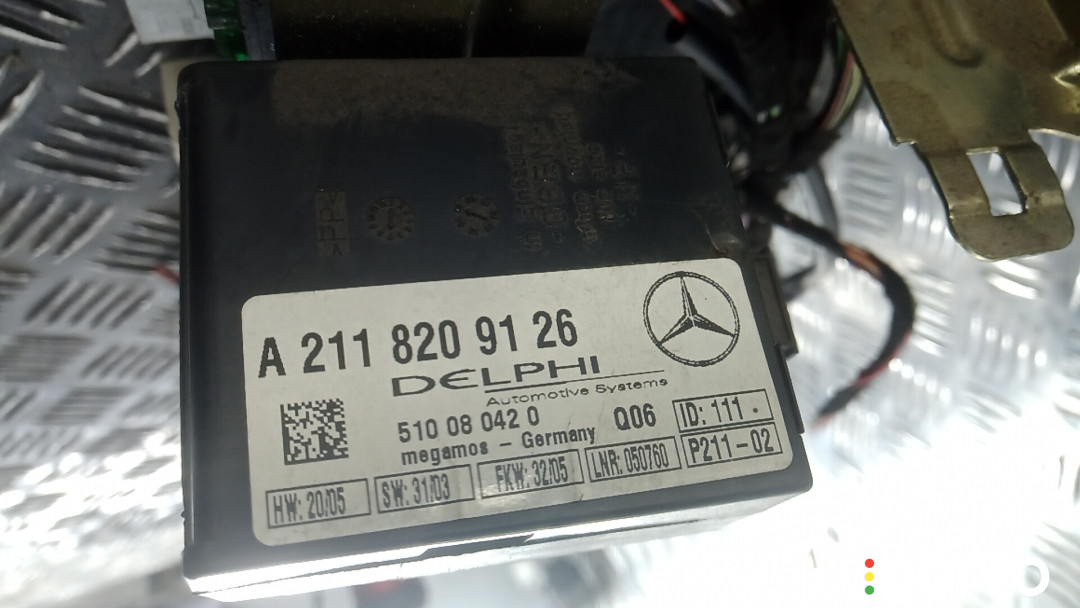 A 211 820 91 26
DELPHI
Automotive Systems
510 08 042 0
Q06
ID: 111 .
megamos - Germany
P211-02
HW: 20/05
SW: 31/03
FKW: 32/05
LNR: 050760